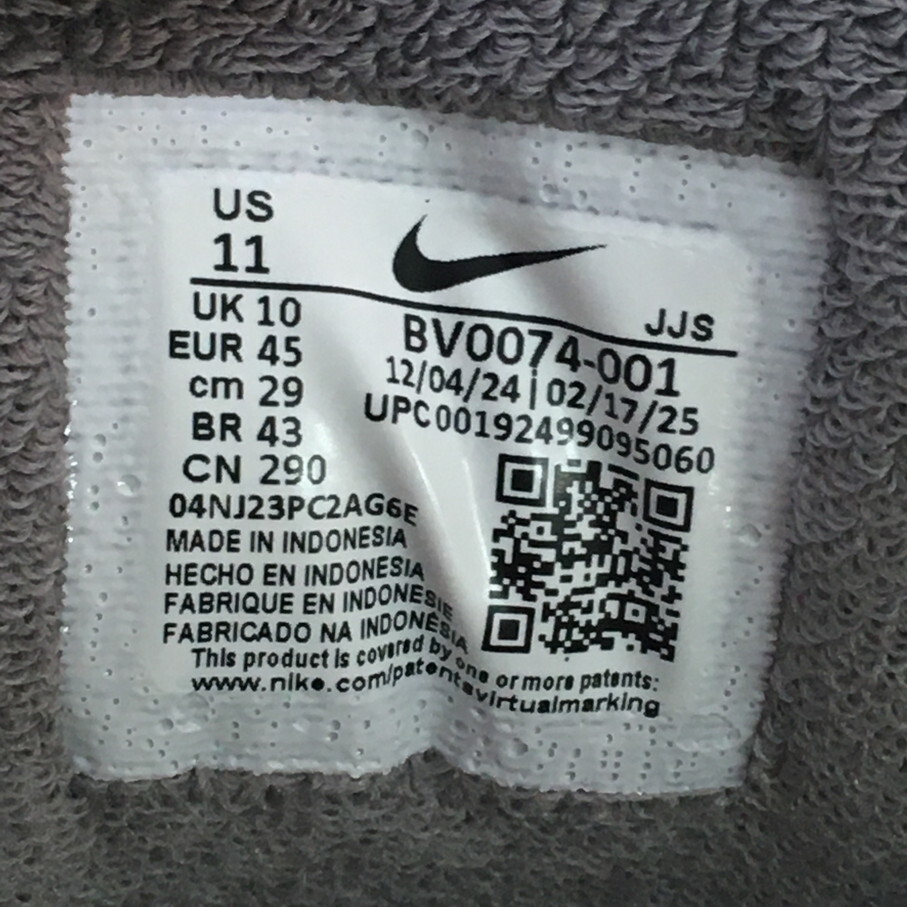 US
11
JJS
UK 10
EUR 45
cm 29
BR 43
CN 290
BV0074-001
12/04/24 | 02/17/25
UPC00192499095060
04NJ23PC2AG6E
MADE IN INDONESIA
HECHO EN INDONESIA
FABRIQUE EN INDONESIE
FABRICADO NA INDONÉSIA
This product is covered by one or more patents:
www.nike.com/patentsvirtualmarking